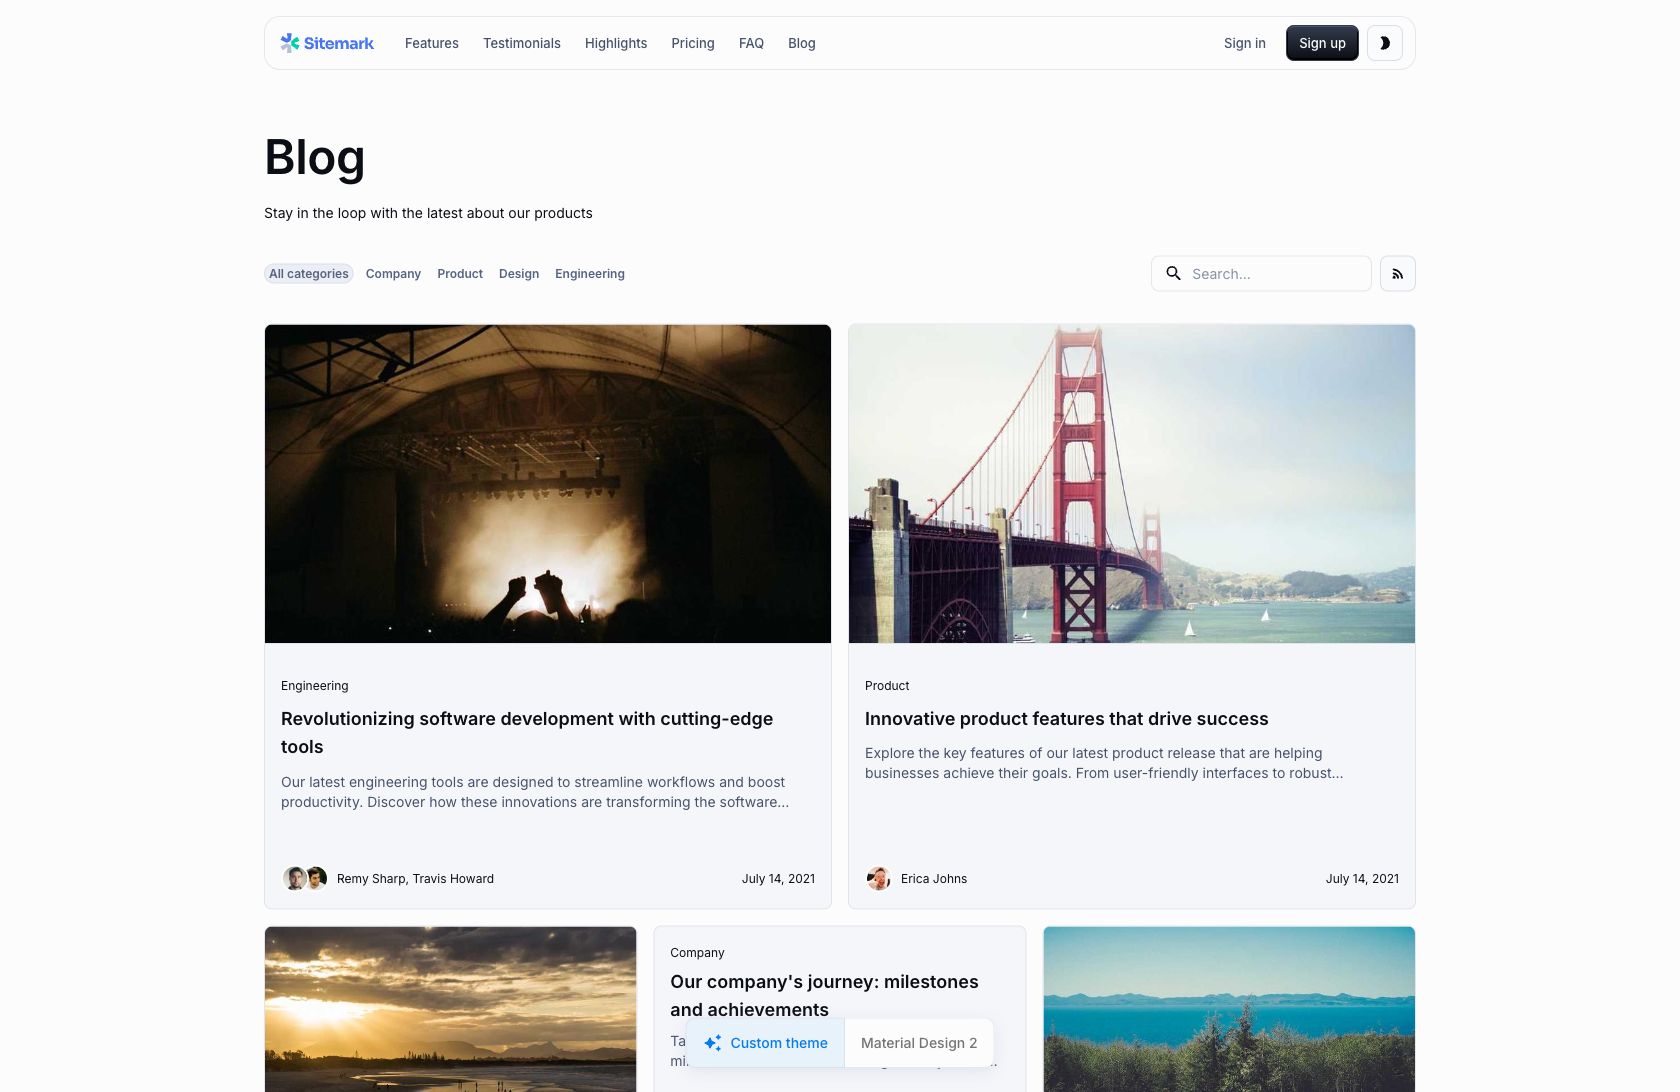 Sitemark
Features
Testimonials
Highlights
Pricing
FAQ
Blog
Sign in
Sign up
Blog
Stay in the loop with the latest about our products
All categories
Company
Product
Design
Engineering
Search…
Engineering
Revolutionizing software development with cutting-edge
tools
Our latest engineering tools are designed to streamline workflows and boost
productivity. Discover how these innovations are transforming the software…
Remy Sharp, Travis Howard
July 14, 2021
Product
Innovative product features that drive success
Explore the key features of our latest product release that are helping
businesses achieve their goals. From user-friendly interfaces to robust…
Erica Johns
July 14, 2021
Company
Our company's journey: milestones
and achievements
Custom theme
Material Design 2